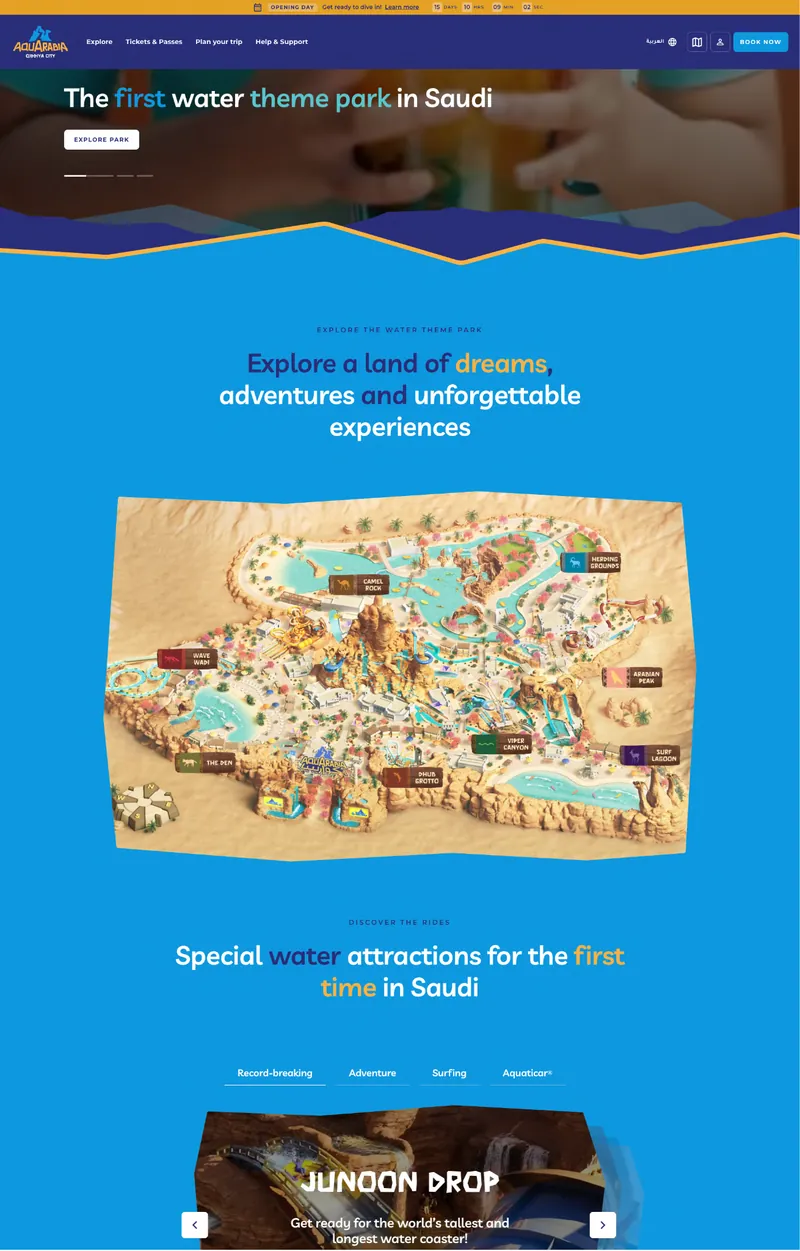 OPENING DAY Get ready to dive in! Learn more 15 DAYS 10 HRS 09 MIN 02 SEC
AQUARABIA
QIDDIYA CITY
Explore Tickets & Passes Plan your trip Help & Support العربية BOOK NOW
The first water theme park in Saudi
EXPLORE PARK
EXPLORE THE WATER THEME PARK
Explore a land of dreams,
adventures and unforgettable
experiences
HERDING
GROUNDS
CAMEL
ROCK
WAVE
WADI
ARABIAN
PEAK
VIPER
CANYON
SURF
LAGOON
THE DEN
AQUARABIA
DHUB
GROTTO
N
DISCOVER THE RIDES
Special water attractions for the first
time in Saudi
Record-breaking Adventure Surfing Aquaticar®
JUNOON DROP
Get ready for the world's tallest and
longest water coaster!